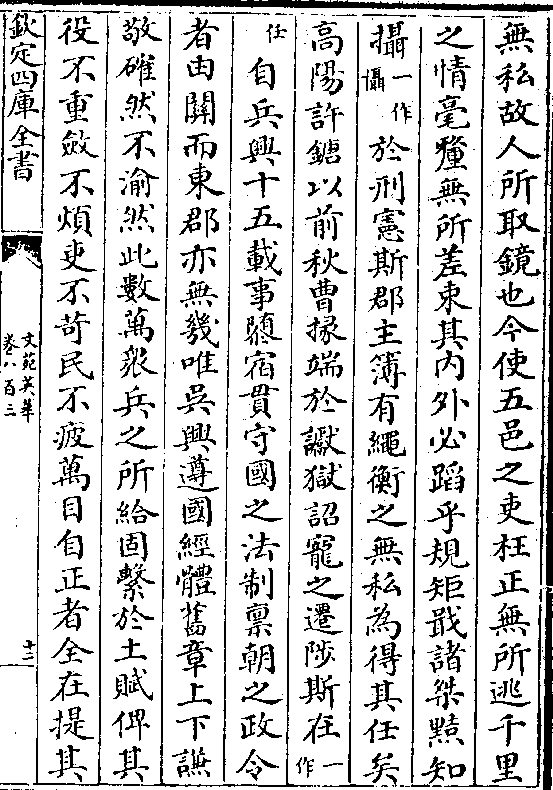 無私故人所取鏡也今使五邑之吏枉正無所逃千里
之情毫釐無所差束其内外必蹈乎規矩戢諸桀黠知
攝一作懾於刑憲斯郡主簿有繩衡之無私為得其任矣
高陽許鍇以前秋曹掾端於讞獄詔寵之遷陟斯在一作
任自兵興十五載事隳宿貫守國之法制稟朝之政令
者由關而東郡亦無幾唯吳興遵國經體舊章上下謙
敬確然不渝然此數萬衆兵之所給固繫於土賦俾其
役不重斂不煩吏不苛民不疲萬目自正者全在提其
欽定四庫全書
文苑英華
卷八百三
十二